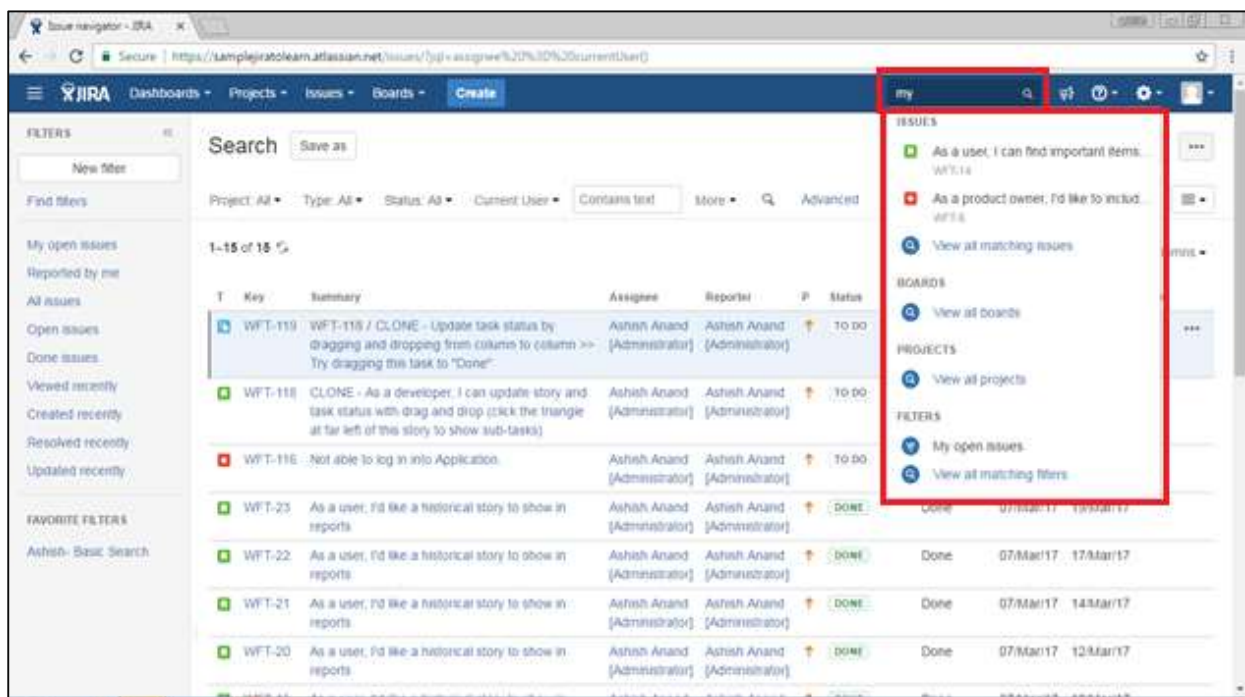 Issue navigator - JIRA
Secure | https://samplejiratolearn.atlassian.net/issues/?jql=assignee%20%3D%20currentUser()
JIRA Dashboards Projects Issues Boards Create my
FILTERS
New filter
Find filters
My open issues
Reported by me
All issues
Open issues
Done issues
Viewed recently
Created recently
Resolved recently
Updated recently
FAVORITE FILTERS
Ashish- Basic Search
Search Save as
Project: All Type: All Status: All Current User Contains text More Advanced
1–15 of 15
T Key Summary Assignee Reporter P Status
WFT-119 WFT-118 / CLONE - Update task status by Ashish Anand Ashish Anand TO DO
dragging and dropping from column to column >> [Administrator] [Administrator]
Try dragging this task to "Done"
WFT-118 CLONE - As a developer, I can update story and Ashish Anand Ashish Anand TO DO
task status with drag and drop (click the triangle [Administrator] [Administrator]
at far left of this story to show sub-tasks)
WFT-116 Not able to log in into Application. Ashish Anand Ashish Anand TO DO
[Administrator] [Administrator]
WFT-23 As a user, I'd like a historical story to show in Ashish Anand Ashish Anand DONE Done 07/Mar/17 19/Mar/17
reports [Administrator] [Administrator]
WFT-22 As a user, I'd like a historical story to show in Ashish Anand Ashish Anand DONE Done 07/Mar/17 17/Mar/17
reports [Administrator] [Administrator]
WFT-21 As a user, I'd like a historical story to show in Ashish Anand Ashish Anand DONE Done 07/Mar/17 14/Mar/17
reports [Administrator] [Administrator]
WFT-20 As a user, I'd like a historical story to show in Ashish Anand Ashish Anand DONE Done 07/Mar/17 12/Mar/17
reports [Administrator] [Administrator]
ISSUES
As a user, I can find important items...
WFT-14
As a product owner, I'd like to includ...
View all matching issues
BOARDS
View all boards
PROJECTS
View all projects
FILTERS
My open issues
View all matching filters